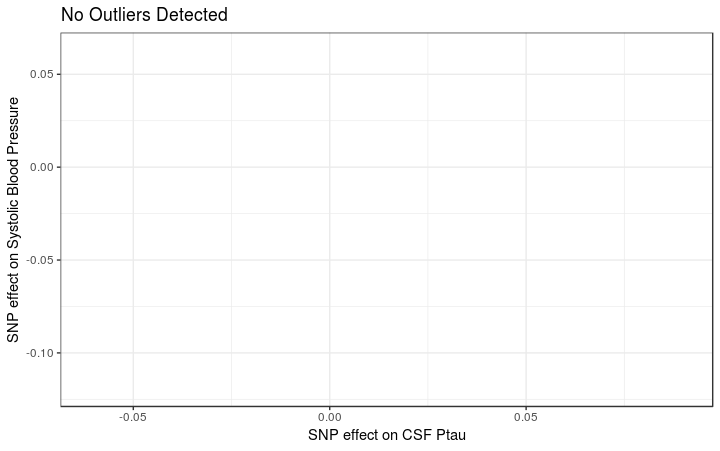 No Outliers Detected
SNP effect on Systolic Blood Pressure
0.05
0.00
-0.05
-0.10
-0.05
0.00
0.05
SNP effect on CSF Ptau